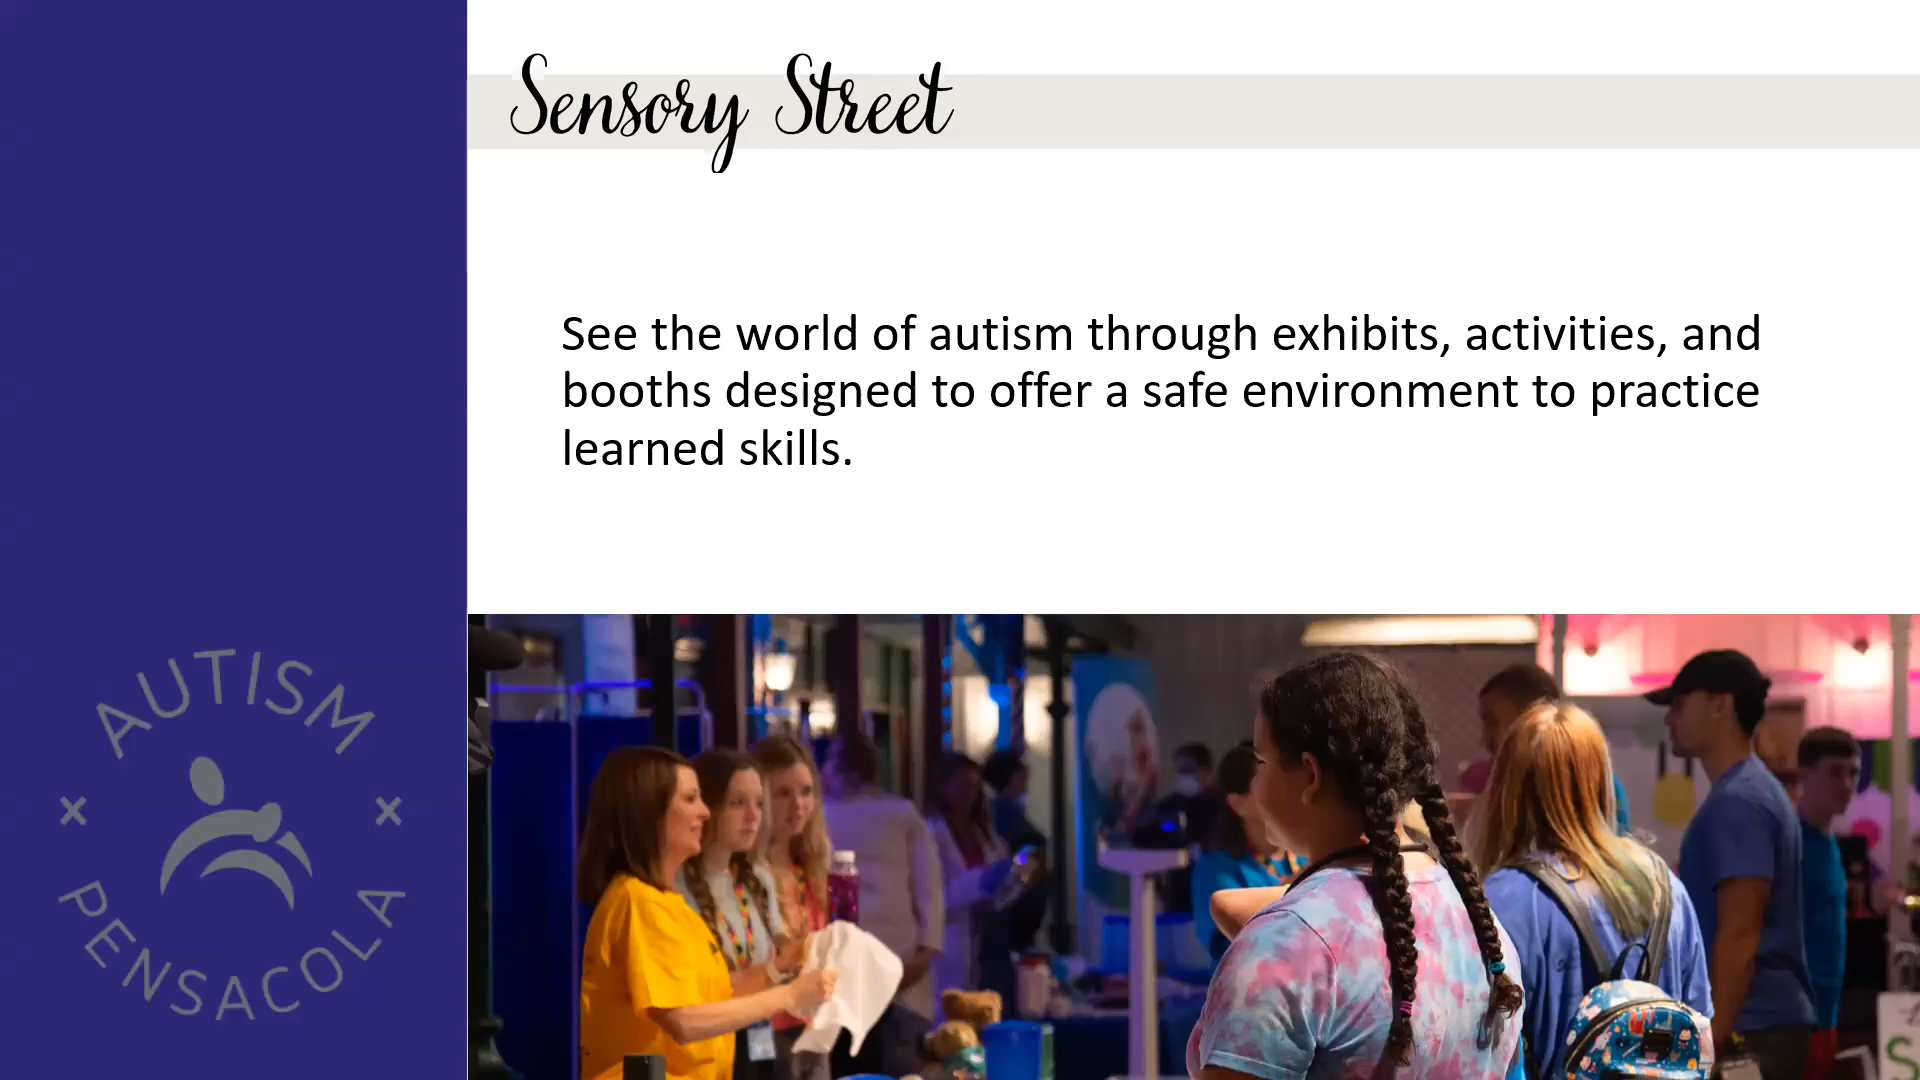 Sensory Street
See the world of autism through exhibits, activities, and
booths designed to offer a safe environment to practice
learned skills.
AUTISM
PENSACOLA